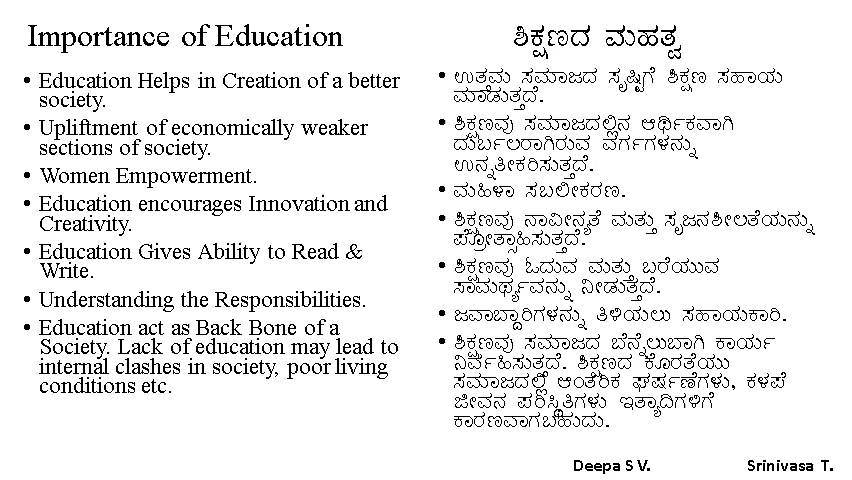 Importance of Education
• Education Helps in Creation of a better
society.
• Upliftment of economically weaker
sections of society.
• Women Empowerment.
• Education encourages Innovation and
Creativity.
• Education Gives Ability to Read &
Write.
• Understanding the Responsibilities.
• Education act as Back Bone of a
Society. Lack of education may lead to
internal clashes in society, poor living
conditions etc.
ಶಿಕ್ಷಣದ ಮಹತ್ವ
• ಉತ್ತಮ ಸಮಾಜದ ಸೃಷ್ಟಿಗೆ ಶಿಕ್ಷಣ ಸಹಾಯ
ಮಾಡುತ್ತದೆ.
• ಶಿಕ್ಷಣವು ಸಮಾಜದಲ್ಲಿನ ಆರ್ಥಿಕವಾಗಿ
ದುರ್ಬಲರಾಗಿರುವ ವರ್ಗಗಳನ್ನು
ಉನ್ನತೀಕರಿಸುತ್ತದೆ.
• ಮಹಿಳಾ ಸಬಲೀಕರಣ.
• ಶಿಕ್ಷಣವು ನಾವೀನ್ಯತೆ ಮತ್ತು ಸೃಜನಶೀಲತೆಯನ್ನು
ಪ್ರೋತ್ಸಾಹಿಸುತ್ತದೆ.
• ಶಿಕ್ಷಣವು ಓದುವ ಮತ್ತು ಬರೆಯುವ
ಸಾಮರ್ಥ್ಯವನ್ನು ನೀಡುತ್ತದೆ.
• ಜವಾಬ್ದಾರಿಗಳನ್ನು ತಿಳಿಯಲು ಸಹಾಯಕಾರಿ.
• ಶಿಕ್ಷಣವು ಸಮಾಜದ ಬೆನ್ನೆಲುಬಾಗಿ ಕಾರ್ಯ
ನಿರ್ವಹಿಸುತ್ತದೆ. ಶಿಕ್ಷಣದ ಕೊರತೆಯು
ಸಮಾಜದಲ್ಲಿ ಆಂತರಿಕ ಘರ್ಷಣೆಗಳು, ಕಳಪೆ
ಜೀವನ ಪರಿಸ್ಥಿತಿಗಳು ಇತ್ಯಾದಿಗಳಿಗೆ
ಕಾರಣವಾಗಬಹುದು.
Deepa S V. Srinivasa T.